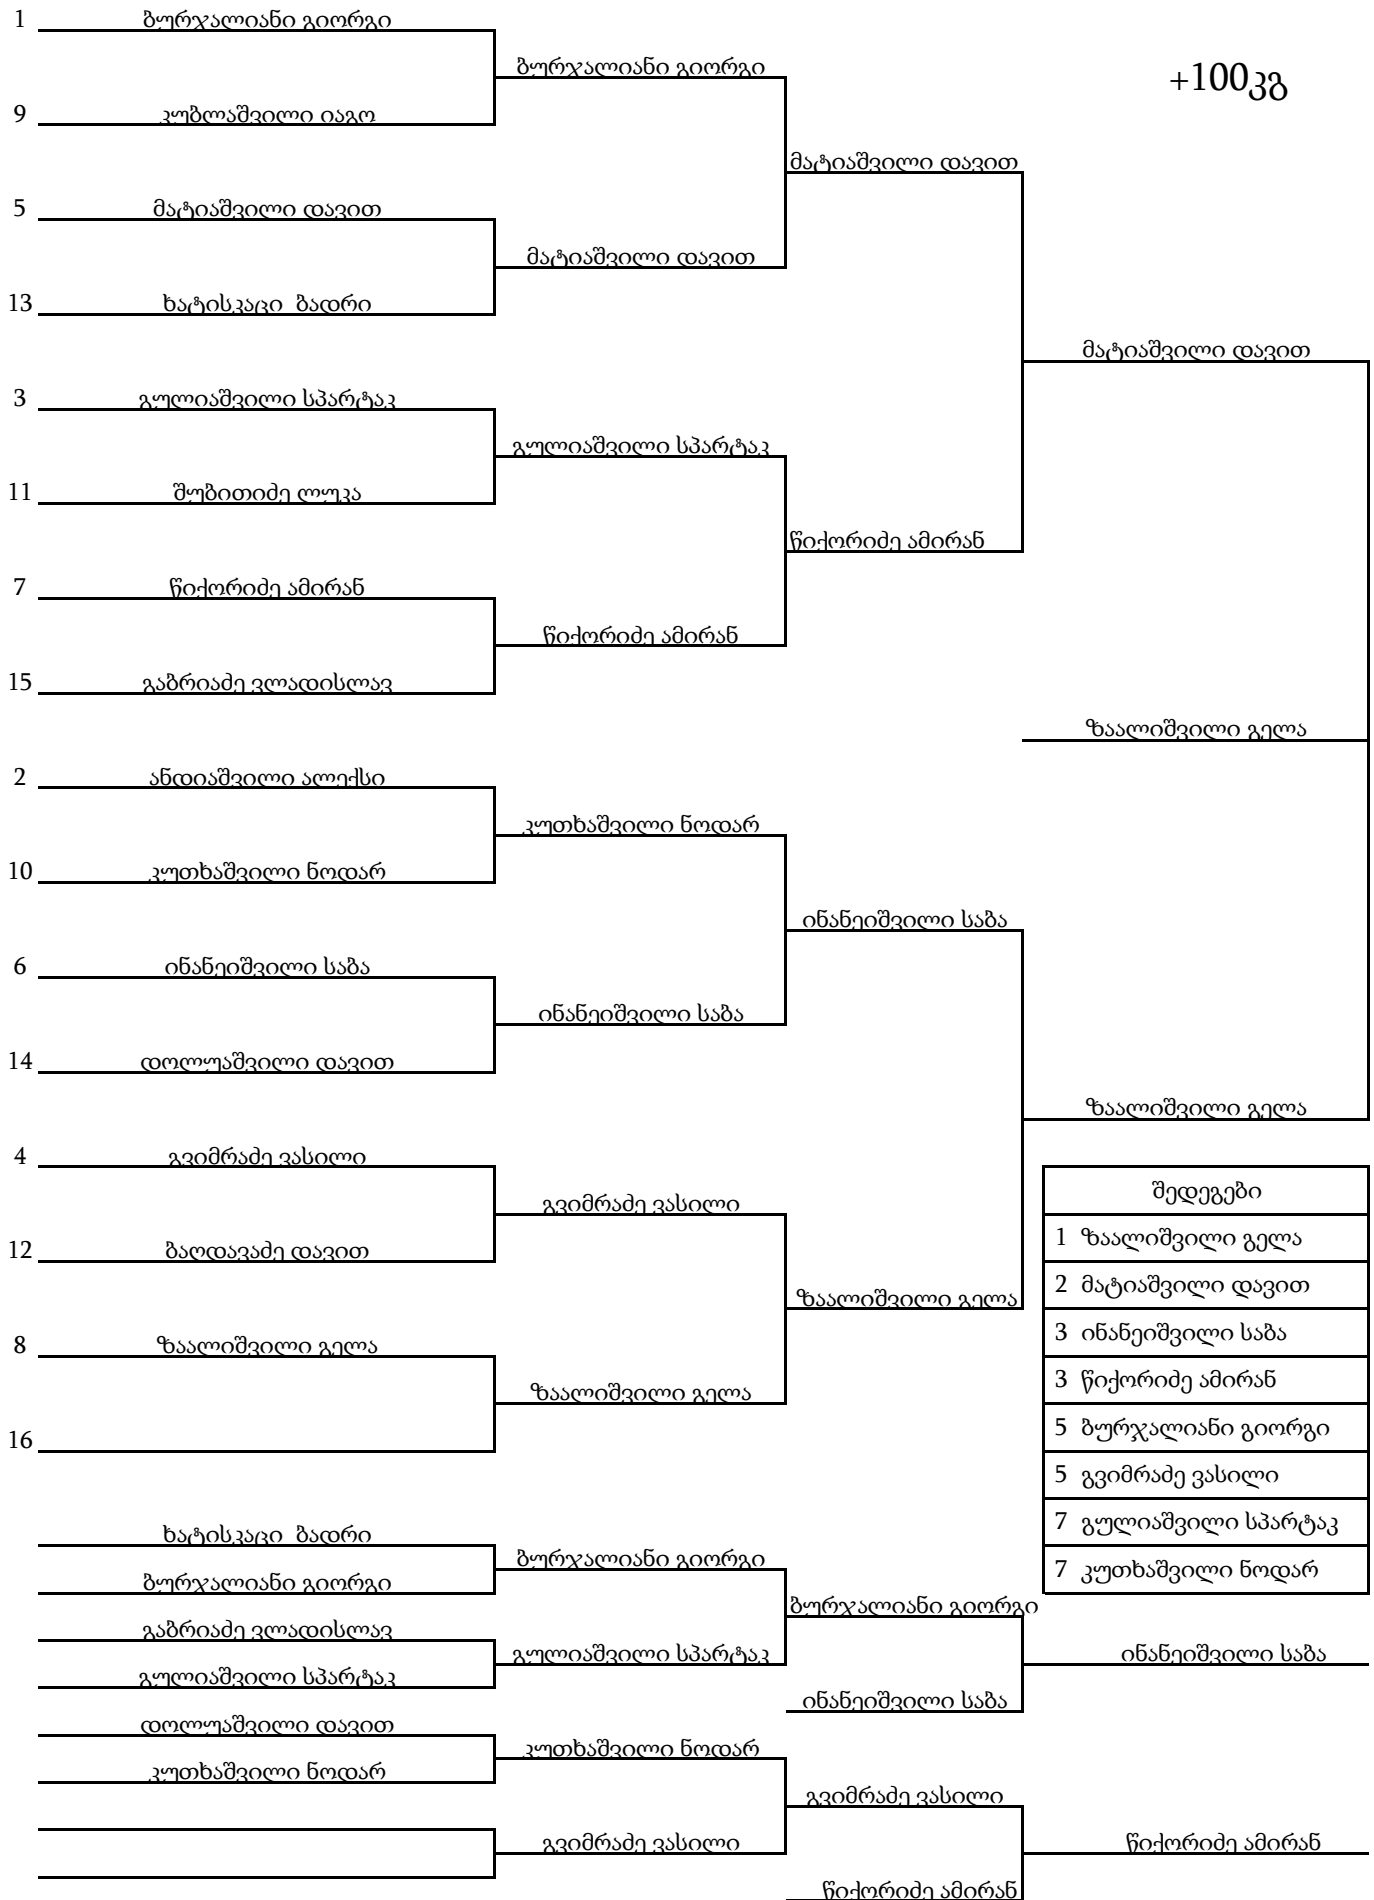 1 ბურჯალიანი გიორგი
ბურჯალიანი გიორგი
+100კგ
9 კუბლაშვილი იაგო
მატიაშვილი დავით
5 მატიაშვილი დავით
მატიაშვილი დავით
13 ხატისკაცი ბადრი
მატიაშვილი დავით
3 გულიაშვილი სპარტაკ
გულიაშვილი სპარტაკ
11 შუბითიძე ლუკა
წიქორიძე ამირან
7 წიქორიძე ამირან
წიქორიძე ამირან
15 გაბრიაძე ვლადისლავ
ზაალიშვილი გელა
2 ანდიაშვილი ალექსი
კუთხაშვილი ნოდარ
10 კუთხაშვილი ნოდარ
ინანეიშვილი საბა
6 ინანეიშვილი საბა
ინანეიშვილი საბა
14 დოლუაშვილი დავით
ზაალიშვილი გელა
4 გვიმრაძე ვასილი
გვიმრაძე ვასილი
12 ბაღდავაძე დავით
ზაალიშვილი გელა
8 ზაალიშვილი გელა
ზაალიშვილი გელა
16
შედეგები
1 ზაალიშვილი გელა
2 მატიაშვილი დავით
3 ინანეიშვილი საბა
3 წიქორიძე ამირან
5 ბურჯალიანი გიორგი
5 გვიმრაძე ვასილი
7 გულიაშვილი სპარტაკ
7 კუთხაშვილი ნოდარ
ხატისკაცი ბადრი
ბურჯალიანი გიორგი
ბურჯალიანი გიორგი
ბურჯალიანი გიორგი
გაბრიაძე ვლადისლავ
გულიაშვილი სპარტაკ
ინანეიშვილი საბა
გულიაშვილი სპარტაკ
ინანეიშვილი საბა
დოლუაშვილი დავით
კუთხაშვილი ნოდარ
კუთხაშვილი ნოდარ
გვიმრაძე ვასილი
გვიმრაძე ვასილი
წიქორიძე ამირან
წიქორიძე ამირან